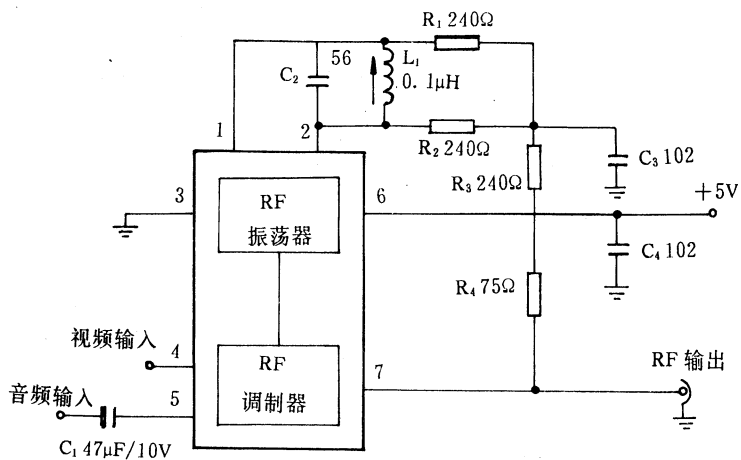 R₁ 240Ω
56
L₁
C₂
0.1μH
1
2
R₂ 240Ω
C₃ 102
R₃ 240Ω
+5V
3
6
RF
振荡器
C₄ 102
R₄ 75Ω
视频输入
4
RF
7
RF 输出
音频输入
5
调制器
C₁ 47μF/10V